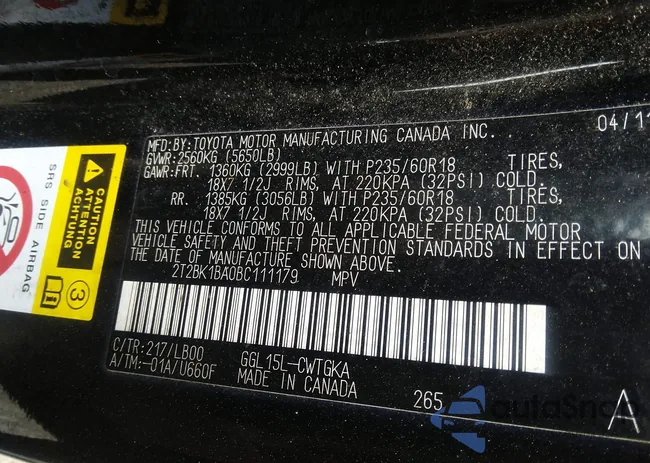 MFD.BY:TOYOTA MOTOR MANUFACTURING CANADA INC. 04/11
GVWR:2560KG (5650LB)
GAWR:FRT. 1360KG (2999LB) WITH P235/60R18 TIRES,
18X7 1/2J RIMS, AT 220KPA (32PSI) COLD.
RR. 1385KG (3056LB) WITH P235/60R18 TIRES,
18X7 1/2J RIMS, AT 220KPA (32PSI) COLD.
THIS VEHICLE CONFORMS TO ALL APPLICABLE FEDERAL MOTOR
VEHICLE SAFETY AND THEFT PREVENTION STANDARDS IN EFFECT ON
THE DATE OF MANUFACTURE SHOWN ABOVE.
2T2BK1BA0BC111179 MPV
C/TR:217/LB00 GGL15L-CWTGKA
A/TM:-01A/U660F MADE IN CANADA 265
A
SRS SIDE AIRBAG
CAUTION
ATTENTION
ACHTUNG
3
autoSnap